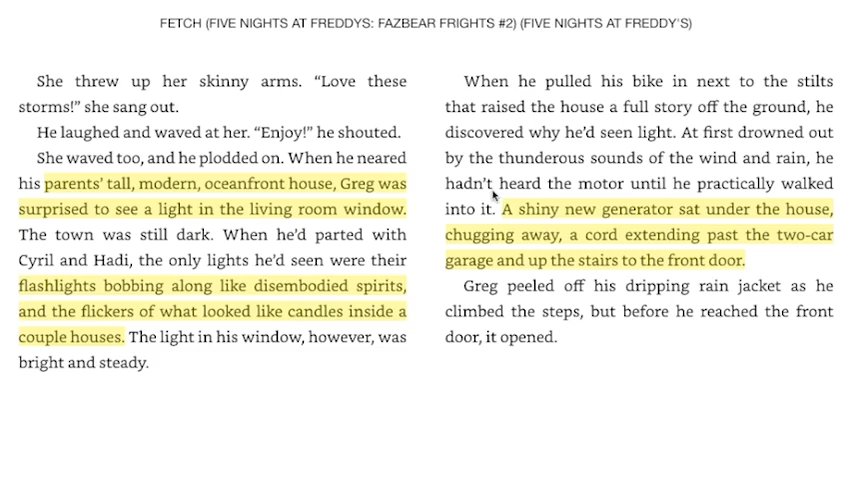 FETCH (FIVE NIGHTS AT FREDDYS: FAZBEAR FRIGHTS #2) (FIVE NIGHTS AT FREDDY'S)
She threw up her skinny arms. “Love these
storms!” she sang out.
He laughed and waved at her. “Enjoy!” he shouted.
She waved too, and he plodded on. When he neared
his parents’ tall, modern, oceanfront house, Greg was
surprised to see a light in the living room window.
The town was still dark. When he’d parted with
Cyril and Hadi, the only lights he’d seen were their
flashlights bobbing along like disembodied spirits,
and the flickers of what looked like candles inside a
couple houses. The light in his window, however, was
bright and steady.
When he pulled his bike in next to the stilts
that raised the house a full story off the ground, he
discovered why he’d seen light. At first drowned out
by the thunderous sounds of the wind and rain, he
hadn’t heard the motor until he practically walked
into it. A shiny new generator sat under the house,
chugging away, a cord extending past the two-car
garage and up the stairs to the front door.
Greg peeled off his dripping rain jacket as he
climbed the steps, but before he reached the front
door, it opened.